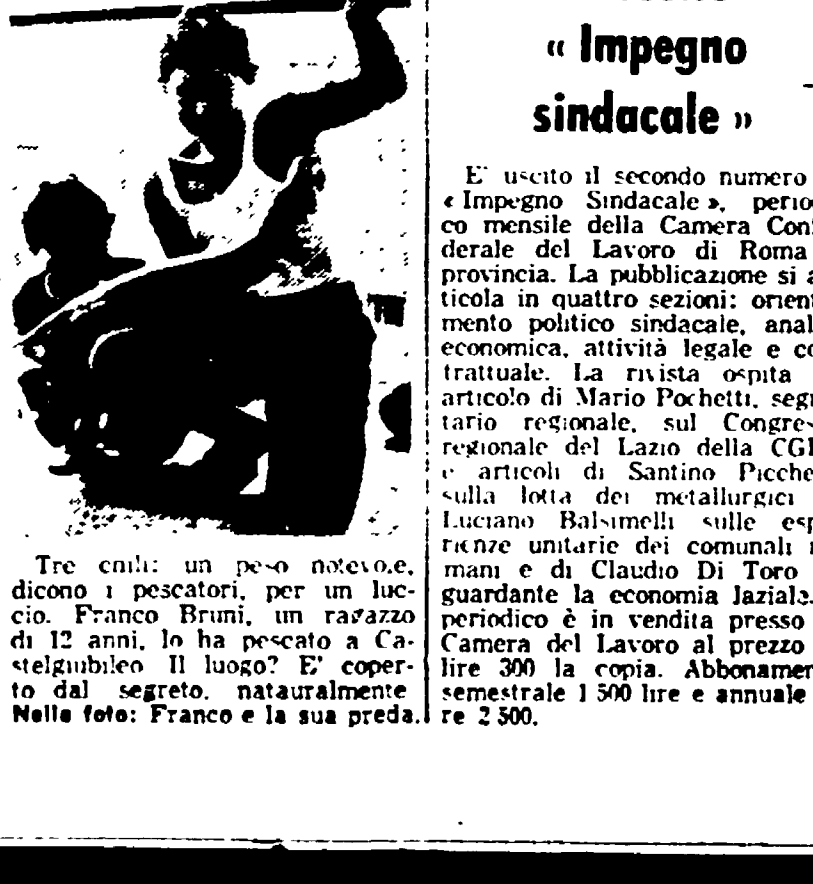 Tre chili: un peso notevole,
dicono i pescatori, per un luc-
cio. Franco Bruni, un ragazzo
di 12 anni, lo ha pescato a Ca-
stelgiubileo Il luogo? E' coper-
to dal segreto. natauralmente
Nella foto: Franco e la sua preda.
« Impegno
sindacale »
E' uscito il secondo numero
« Impegno Sindacale », perio
co mensile della Camera Con
derale del Lavoro di Roma
provincia. La pubblicazione si a
ticola in quattro sezioni: orient
mento politico sindacale, anal
economica, attività legale e co
trattuale. La rivista ospita
articolo di Mario Pochetti, segr
tario regionale, sul Congres
regionale del Lazio della CGI
e articoli di Santino Picche
sulla lotta dei metallurgici
Luciano Balsimelli sulle esp
rienze unitarie dei comunali r
mani e di Claudio Di Toro
guardante la economia laziale.
periodico è in vendita presso
Camera del Lavoro al prezzo
lire 300 la copia. Abbonamen
semestrale 1 500 lire e annuale
re 2 500.